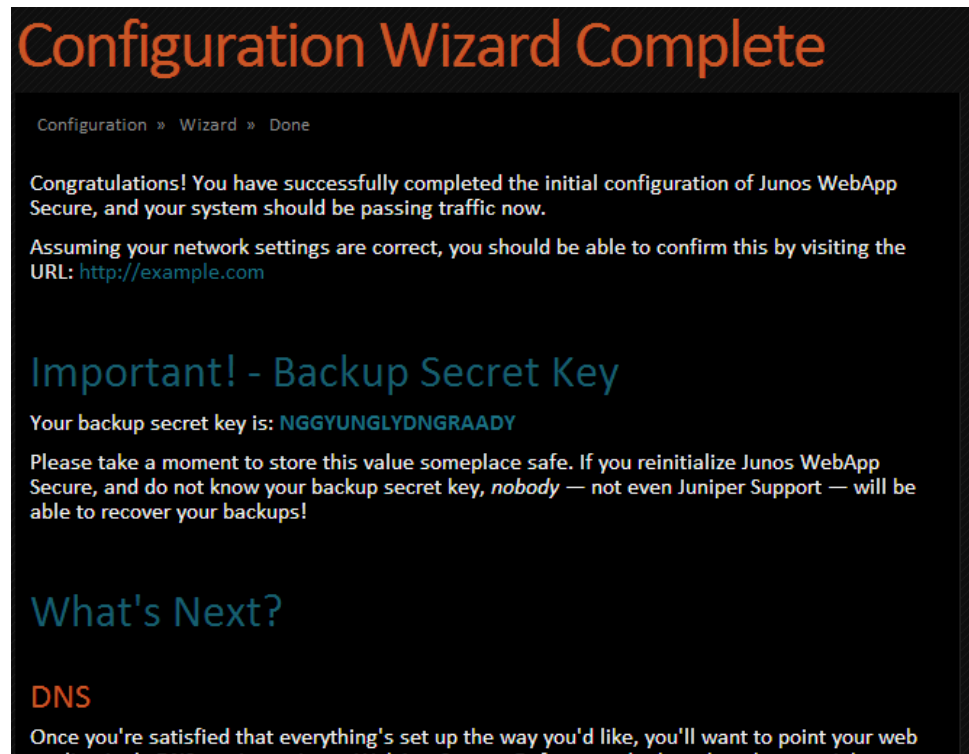 Configuration Wizard Complete
Configuration » Wizard » Done
Congratulations! You have successfully completed the initial configuration of Junos WebApp
Secure, and your system should be passing traffic now.
Assuming your network settings are correct, you should be able to confirm this by visiting the
URL: http://example.com
Important! - Backup Secret Key
Your backup secret key is: NGGYUNGLYDNGRAADY
Please take a moment to store this value someplace safe. If you reinitialize Junos WebApp
Secure, and do not know your backup secret key, nobody — not even Juniper Support — will be
able to recover your backups!
What's Next?
DNS
Once you're satisfied that everything's set up the way you'd like, you'll want to point your web